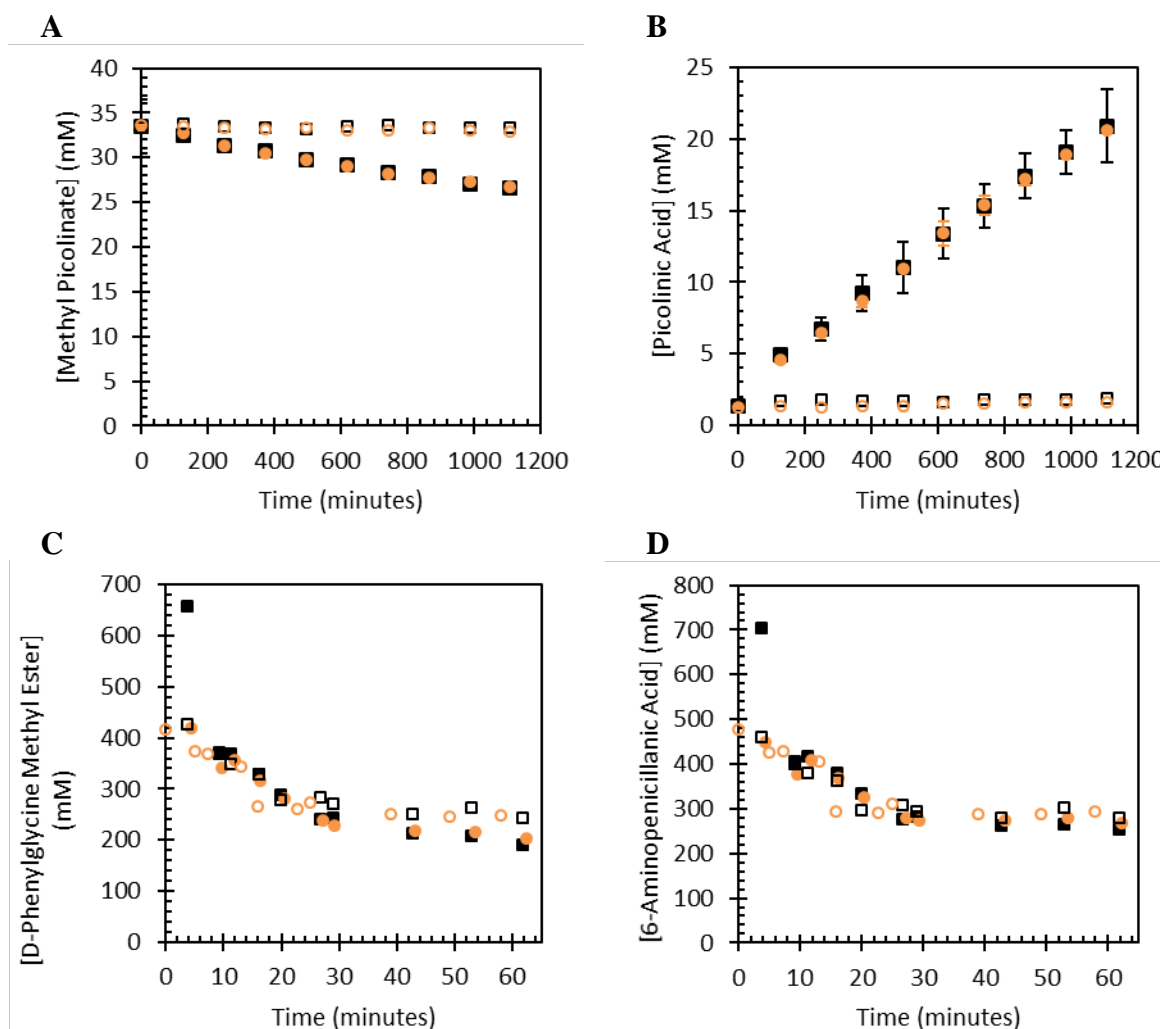 A
B
[Methyl Picolinate] (mM)
40
35
30
25
20
15
10
5
0
0 200 400 600 800 1000 1200
Time (minutes)
[Picolinic Acid] (mM)
25
20
15
10
5
0
0 200 400 600 800 1000 1200
Time (minutes)
C
D
[D-Phenylglycine Methyl Ester]
(mM)
700
600
500
400
300
200
100
0
0 10 20 30 40 50 60
Time (minutes)
[6-Aminopenicillanic Acid] (mM)
800
700
600
500
400
300
200
100
0
0 10 20 30 40 50 60
Time (minutes)